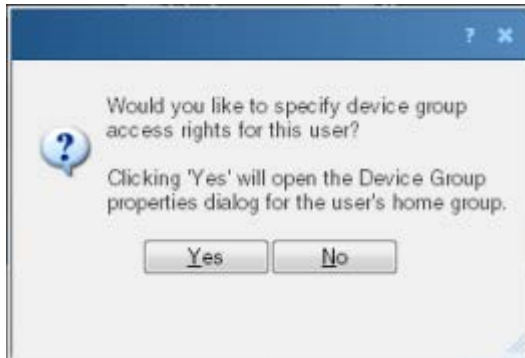 Would you like to specify device group
access rights for this user?
Clicking 'Yes' will open the Device Group
properties dialog for the user's home group.
Yes
No